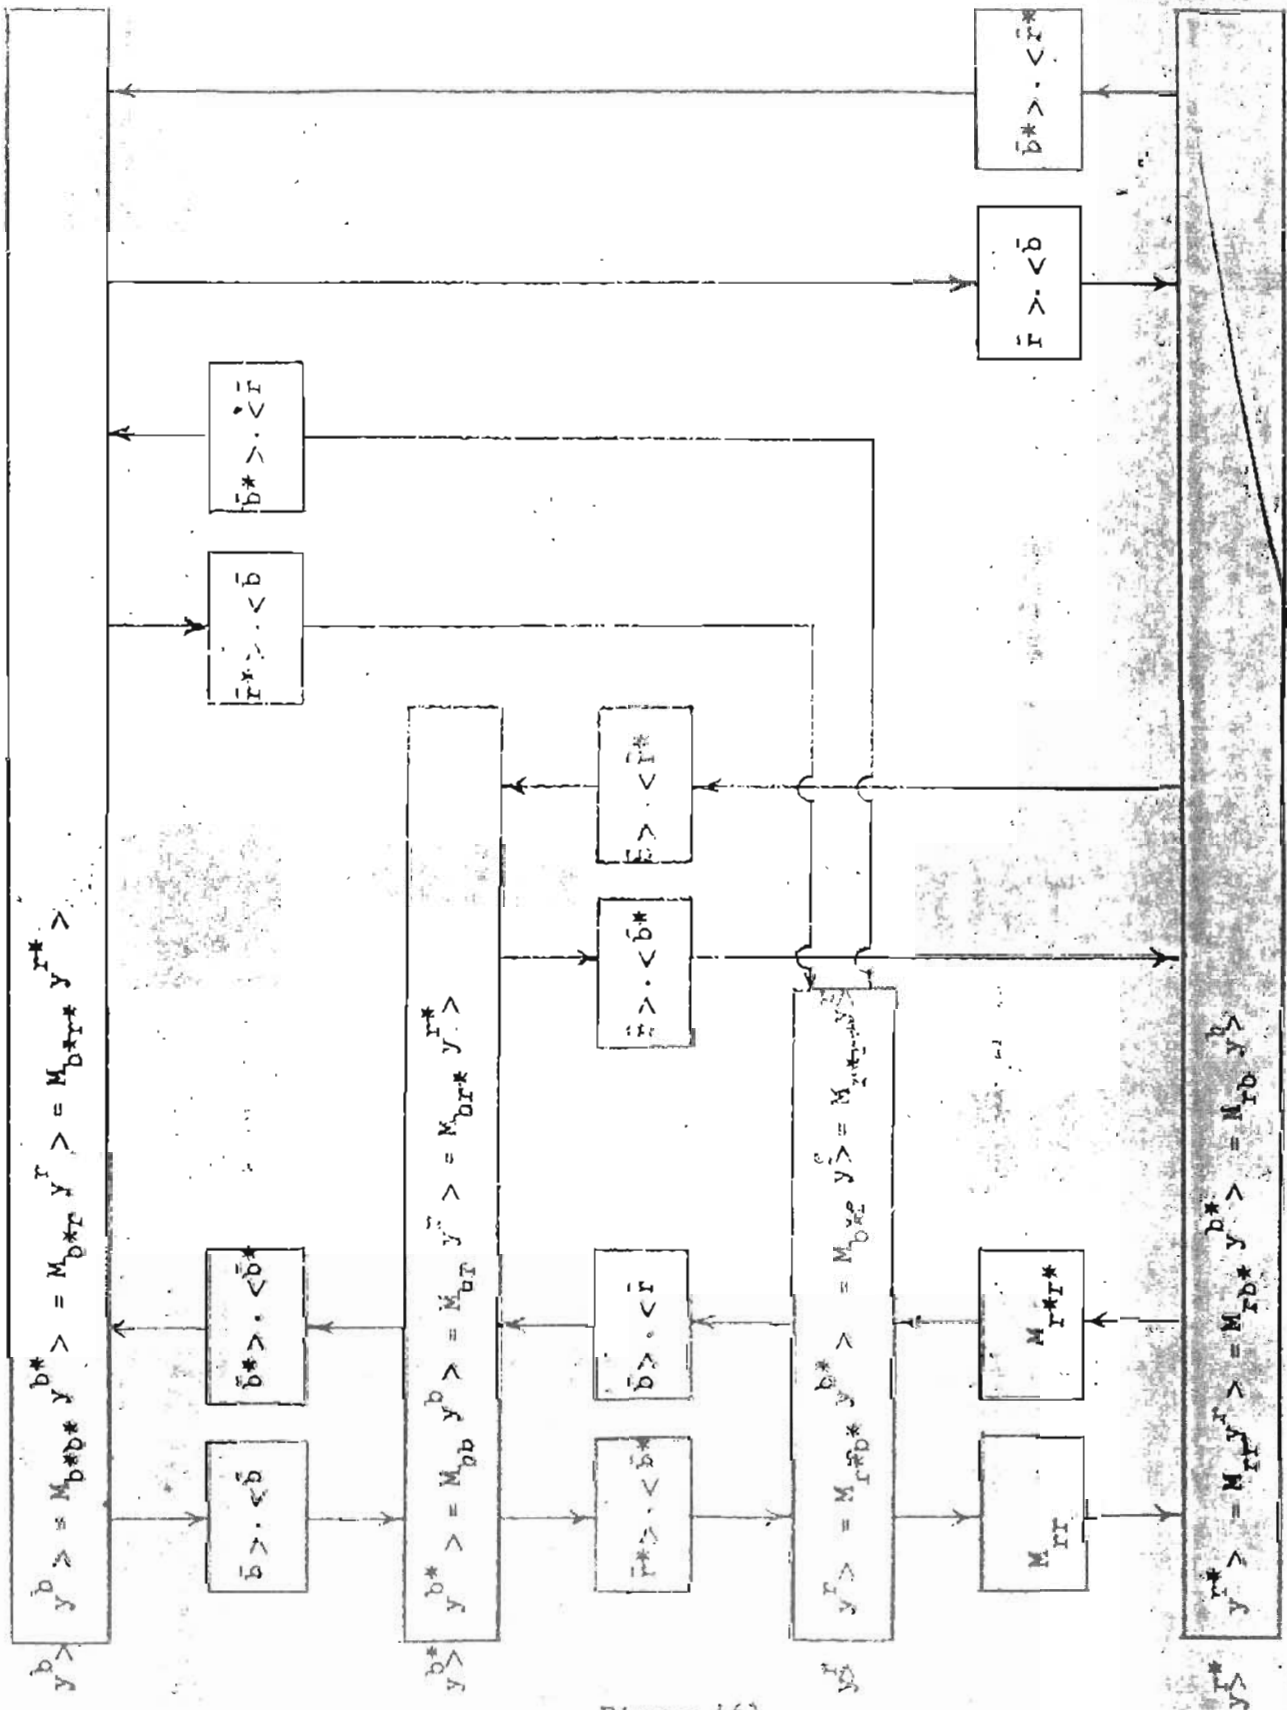 y^b>
y^b > = M_b*b* y^b* > = M_b*r y^r > = M_b*r* y^r* >
b̄>.<b̄
b̄*>.<b̄*
r̄*>.<b̄
b̄*>.<r̄
y^b*>
y^b* > = M_bb y^b > = M_br y > = M_br* y^r* >
r̄*>.<b̄*
b̄>.<r̄
>.<b̄*
>.<r̄*
y^r>
y^r > = M_r*b* y^b* > =
M_rr
M_r*r*
r̄>.<b̄
b̄*>.<r̄*
y^r*>
y^r* > = M_rr y^r > = M_rb* y^b* > = M_rb y^b >